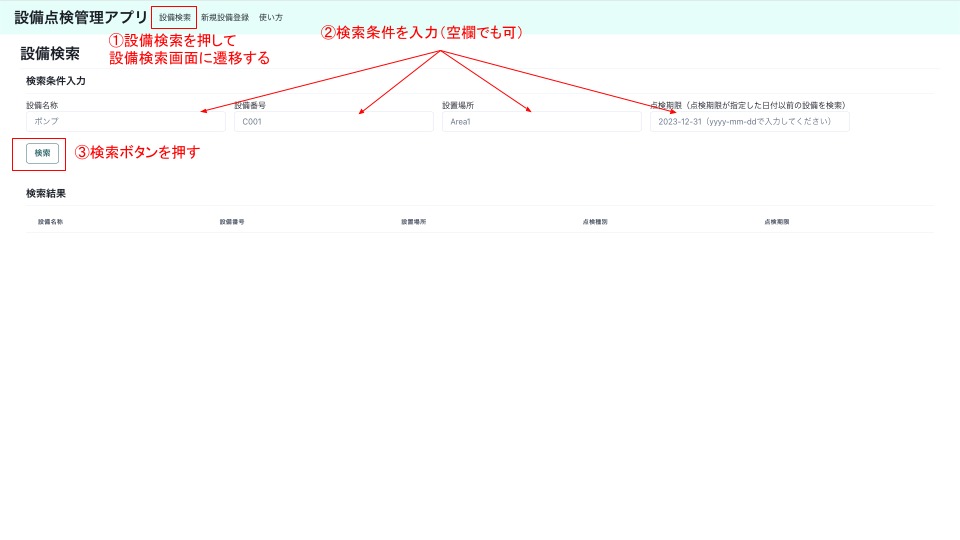 設備点検管理アプリ 設備検索 新規設備登録 使い方
①設備検索を押して
設備検索画面に遷移する
②検索条件を入力（空欄でも可）
設備検索
検索条件入力
設備名称 設備番号 設置場所 点検期限（点検期限が指定した日付以前の設備を検索）
ポンプ C001 Area1 2023-12-31（yyyy-mm-ddで入力してください）
検索 ③検索ボタンを押す
検索結果
設備名称 設備番号 設置場所 点検種別 点検期限